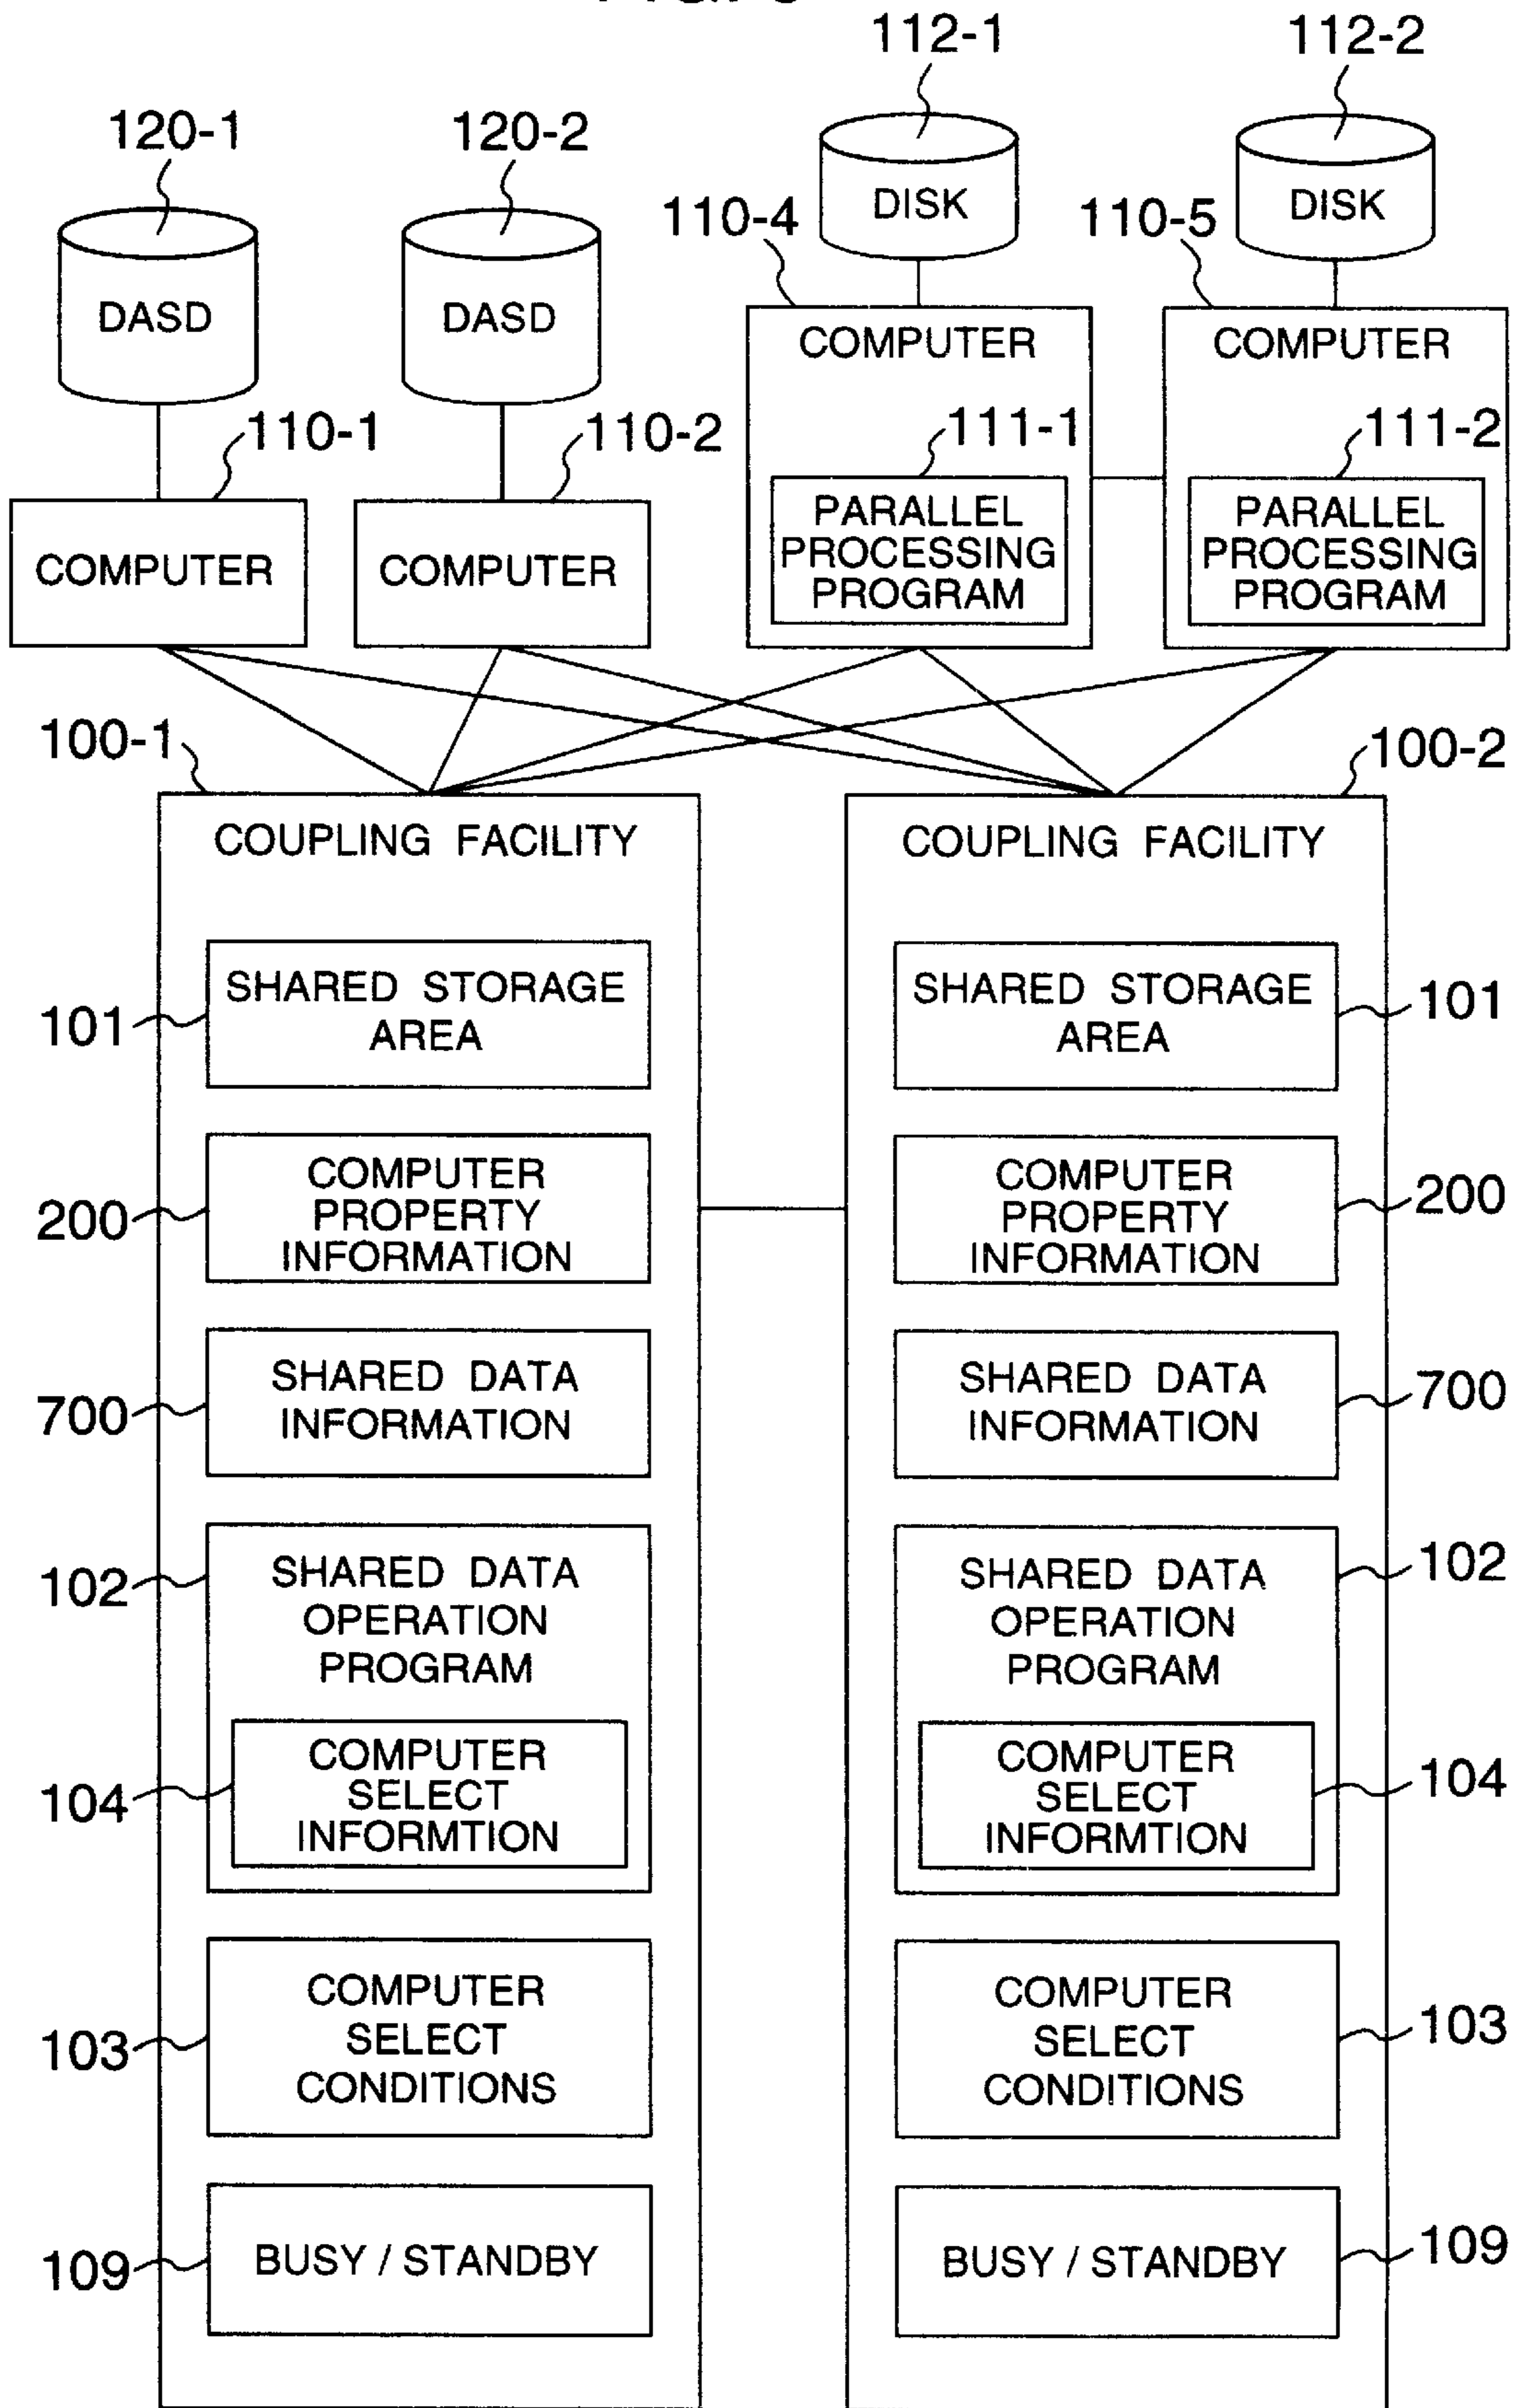 112-1
112-2
120-1
120-2
DISK
DISK
110-4
110-5
DASD
DASD
COMPUTER
COMPUTER
110-1
110-2
111-1
111-2
COMPUTER
COMPUTER
PARALLEL
PROCESSING
PROGRAM
PARALLEL
PROCESSING
PROGRAM
100-1
100-2
COUPLING FACILITY
SHARED STORAGE
AREA
101
COMPUTER
PROPERTY
INFORMATION
200
SHARED DATA
INFORMATION
700
SHARED DATA
OPERATION
PROGRAM
102
COMPUTER
SELECT
INFORMTION
104
COMPUTER
SELECT
CONDITIONS
103
BUSY / STANDBY
109
COUPLING FACILITY
SHARED STORAGE
AREA
101
COMPUTER
PROPERTY
INFORMATION
200
SHARED DATA
INFORMATION
700
SHARED DATA
OPERATION
PROGRAM
102
COMPUTER
SELECT
INFORMTION
104
COMPUTER
SELECT
CONDITIONS
103
BUSY / STANDBY
109